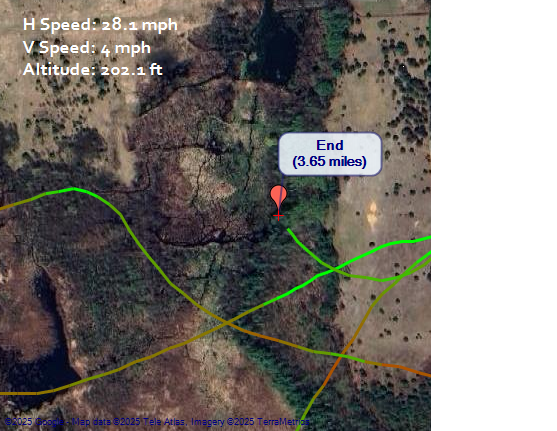 H Speed: 28.1 mph
V Speed: 4 mph
Altitude: 202.1 ft
End
(3.65 miles)
©2025 Google - Map data ©2025 Tele Atlas, Imagery ©2025 TerraMetrics